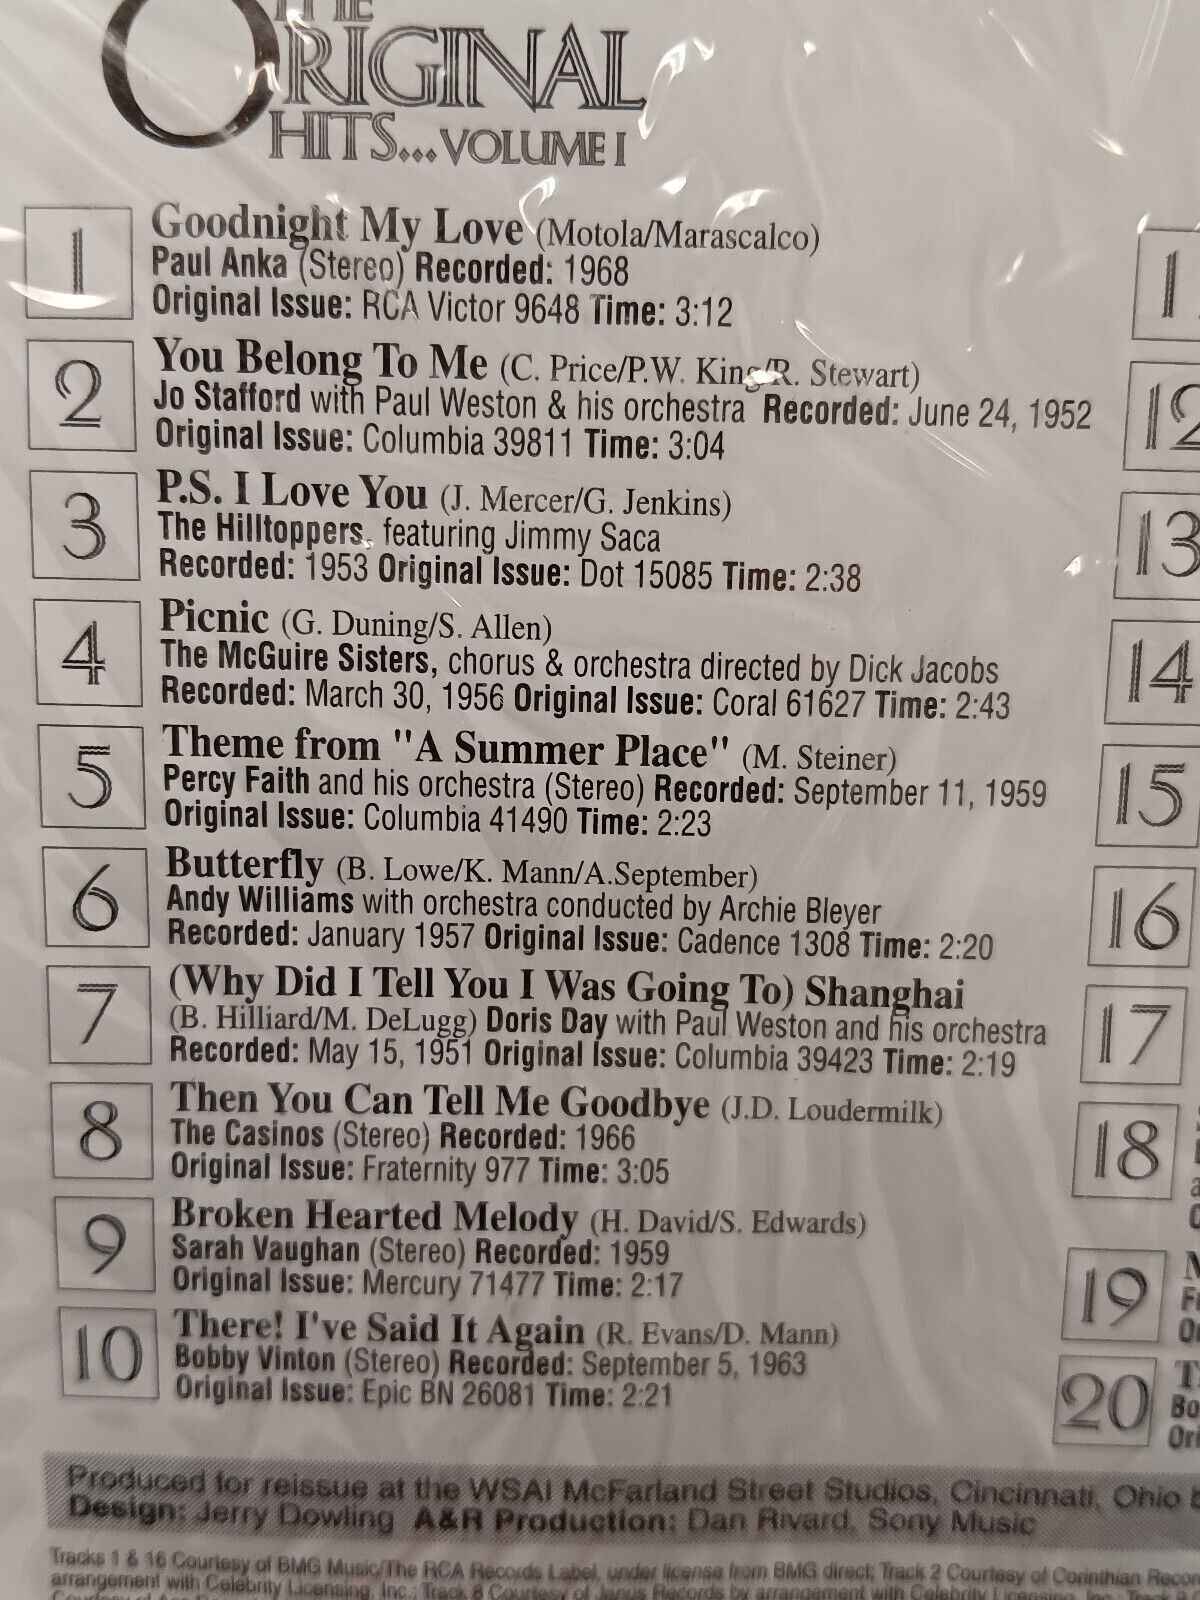 THE
ORIGINAL
HITS...VOLUME I
1
Goodnight My Love (Motola/Marascalco)
Paul Anka (Stereo) Recorded: 1968
Original Issue: RCA Victor 9648 Time: 3:12
2
You Belong To Me (C. Price/P.W. King/R. Stewart)
Jo Stafford with Paul Weston & his orchestra Recorded: June 24, 1952
Original Issue: Columbia 39811 Time: 3:04
3
P.S. I Love You (J. Mercer/G. Jenkins)
The Hilltoppers, featuring Jimmy Saca
Recorded: 1953 Original Issue: Dot 15085 Time: 2:38
4
Picnic (G. Duning/S. Allen)
The McGuire Sisters, chorus & orchestra directed by Dick Jacobs
Recorded: March 30, 1956 Original Issue: Coral 61627 Time: 2:43
5
Theme from "A Summer Place" (M. Steiner)
Percy Faith and his orchestra (Stereo) Recorded: September 11, 1959
Original Issue: Columbia 41490 Time: 2:23
6
Butterfly (B. Lowe/K. Mann/A.September)
Andy Williams with orchestra conducted by Archie Bleyer
Recorded: January 1957 Original Issue: Cadence 1308 Time: 2:20
7
(Why Did I Tell You I Was Going To) Shanghai
(B. Hilliard/M. DeLugg) Doris Day with Paul Weston and his orchestra
Recorded: May 15, 1951 Original Issue: Columbia 39423 Time: 2:19
8
Then You Can Tell Me Goodbye (J.D. Loudermilk)
The Casinos (Stereo) Recorded: 1966
Original Issue: Fraternity 977 Time: 3:05
9
Broken Hearted Melody (H. David/S. Edwards)
Sarah Vaughan (Stereo) Recorded: 1959
Original Issue: Mercury 71477 Time: 2:17
10
There! I've Said It Again (R. Evans/D. Mann)
Bobby Vinton (Stereo) Recorded: September 5, 1963
Original Issue: Epic BN 26081 Time: 2:21
12
13
14
15
16
17
18
19
20
Produced for reissue at the WSAI McFarland Street Studios, Cincinnati, Ohio
Design: Jerry Dowling A&R Production: Dan Rivard, Sony Music
Tracks 1 & 16 Courtesy of BMG Music/The RCA Records Label, under license from BMG direct; Track 2 Courtesy of Corinthian
arrangement with Celebrity Licensing, Inc.; Track 6 Courtesy of Janus Records by arrangement with Celebrity